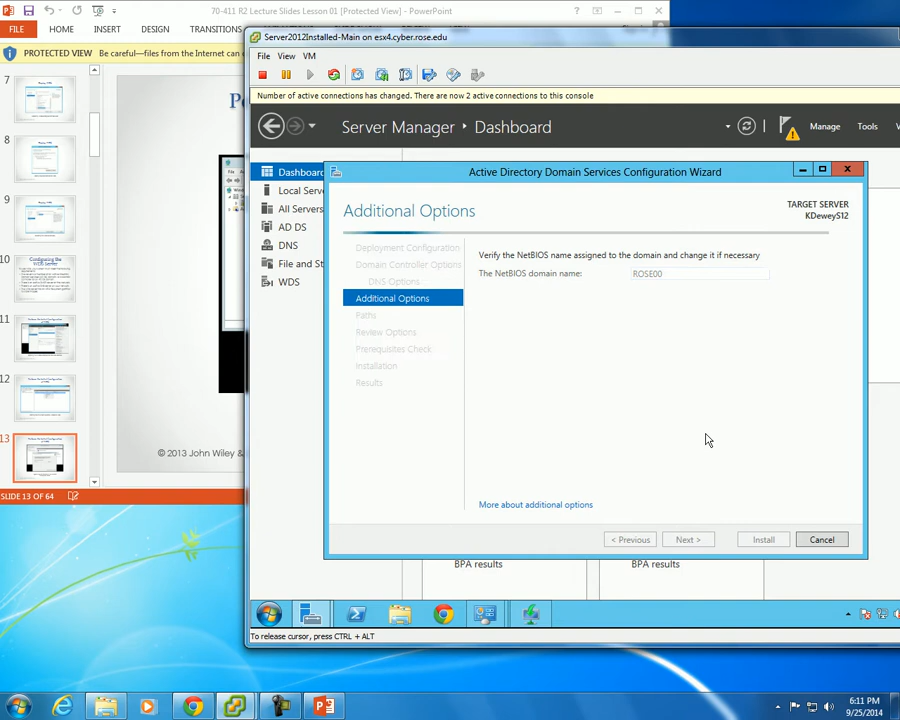 70-411 R2 Lecture Slides Lesson 01 [Protected View] - PowerPoint
FILE HOME INSERT DESIGN TRANSITIONS
PROTECTED VIEW Be careful—files from the Internet can
7
8
9
10
11
12
13
Configuring the WDS Server
© 2013 John Wiley &
SLIDE 13 OF 64
Server2012Installed-Main on esx4.cyber.rose.edu
File View VM
Number of active connections has changed. There are now 2 active connections to this console
Server Manager ‣ Dashboard
Manage Tools
Dashboard
Local Serve
All Servers
AD DS
DNS
File and St
WDS
Active Directory Domain Services Configuration Wizard
Additional Options
TARGET SERVER
KDeweyS12
Deployment Configuration
Domain Controller Options
DNS Options
Additional Options
Paths
Review Options
Prerequisites Check
Installation
Results
Verify the NetBIOS name assigned to the domain and change it if necessary
The NetBIOS domain name: ROSE00
More about additional options
< Previous Next > Install Cancel
BPA results BPA results
To release cursor, press CTRL + ALT
6:11 PM
9/25/2014